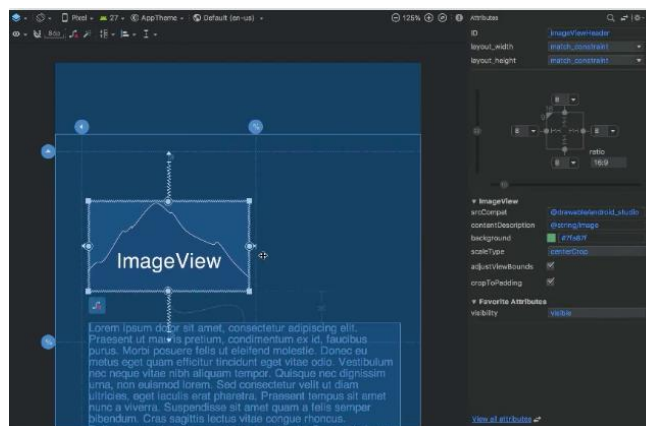 Pixel 27 AppTheme Default (en-us) 125%
8dp
Attributes
ID imageViewHeader
layout_width match_constraint
layout_height match_constraint
8
8 8
ratio
8 16:9
ImageView
srcCompat @drawable/android_studio
contentDescription @string/image
background
scaleType centerCrop
adjustViewBounds
cropToPadding
Favorite Attributes
visibility visible
View all attributes
ImageView
Lorem ipsum dolor sit amet, consectetur adipiscing elit.
Praesent ut mauris pretium, condimentum ex id, faucibus
purus. Morbi posuere felis ut eleifend molestie. Donec eu
metus eget quam efficitur tincidunt eget vitae odio. Vestibulum
nec neque vitae nibh aliquam tempor. Quisque nec dignissim
urna, non euismod lorem. Sed consectetur velit ut diam
ultricies, eget iaculis erat pharetra. Praesent tempus sit amet
nunc a viverra. Suspendisse sit amet quam a felis semper
bibendum. Cras sagittis lectus vitae congue rhoncus.